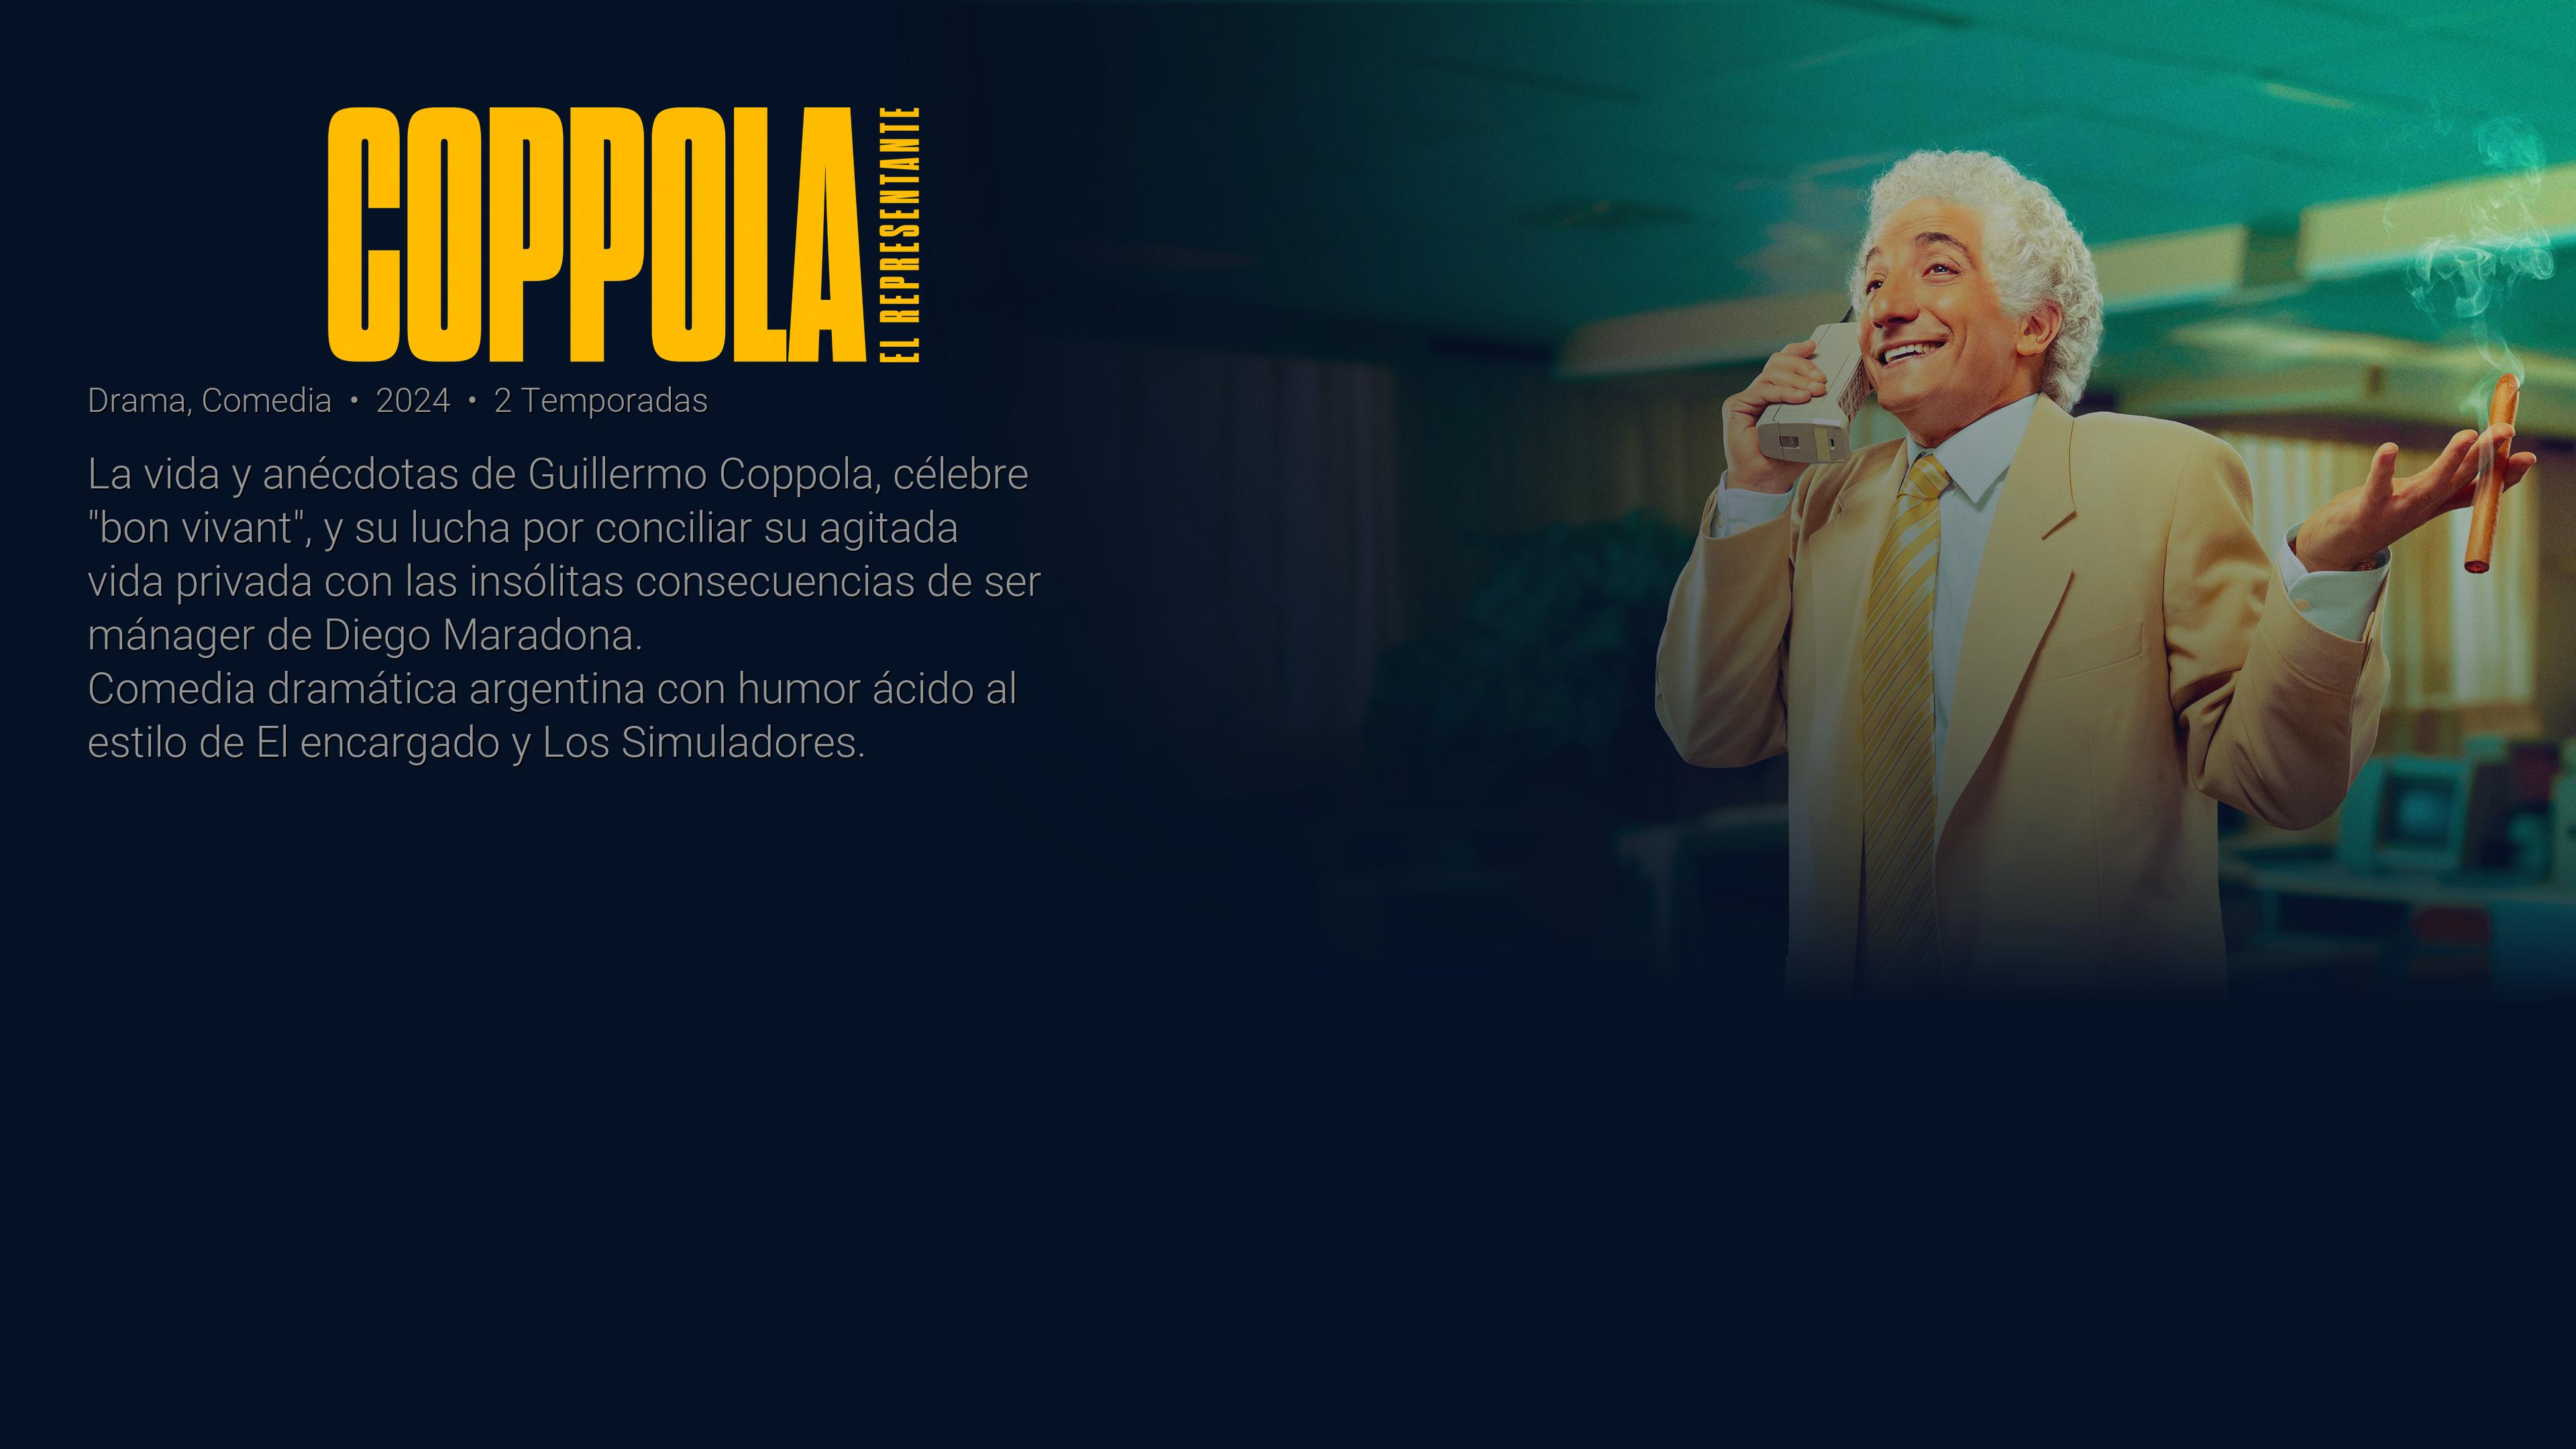 COPPOLA
EL REPRESENTANTE
Drama, Comedia • 2024 • 2 Temporadas
La vida y anécdotas de Guillermo Coppola, célebre
"bon vivant", y su lucha por conciliar su agitada
vida privada con las insólitas consecuencias de ser
mánager de Diego Maradona.
Comedia dramática argentina con humor ácido al
estilo de El encargado y Los Simuladores.